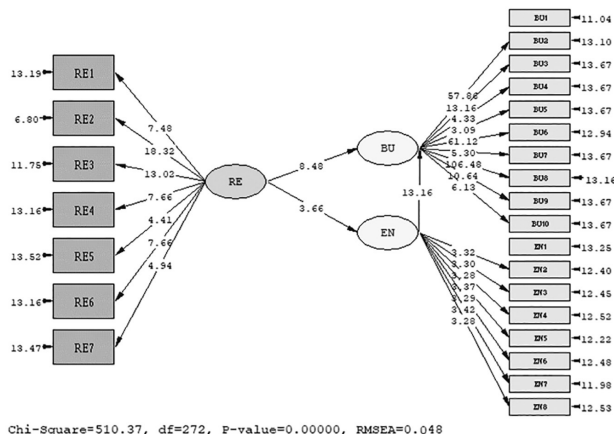 13.19 RE1
6.80 RE2
11.75 RE3
13.16 RE4
13.52 RE5
13.16 RE6
13.47 RE7
7.48
18.32
13.02
7.66
4.41
7.66
4.94
RE
8.48
3.66
BU
13.16
EN
57.86
13.16
4.33
3.09
61.12
5.30
106.48
10.64
6.13
3.32
3.30
3.28
3.37
3.29
3.42
3.28
BU1 11.04
BU2 13.10
BU3 13.67
BU4 13.67
BU5 13.67
BU6 12.94
BU7 13.67
BU8 13.16
BU9 13.67
BU10 13.67
EN1 13.25
EN2 12.40
EN3 12.45
EN4 12.52
EN5 12.22
EN6 12.48
EN7 11.98
EN8 12.53
Chi-Square=510.37, df=272, P-value=0.00000, RMSEA=0.048